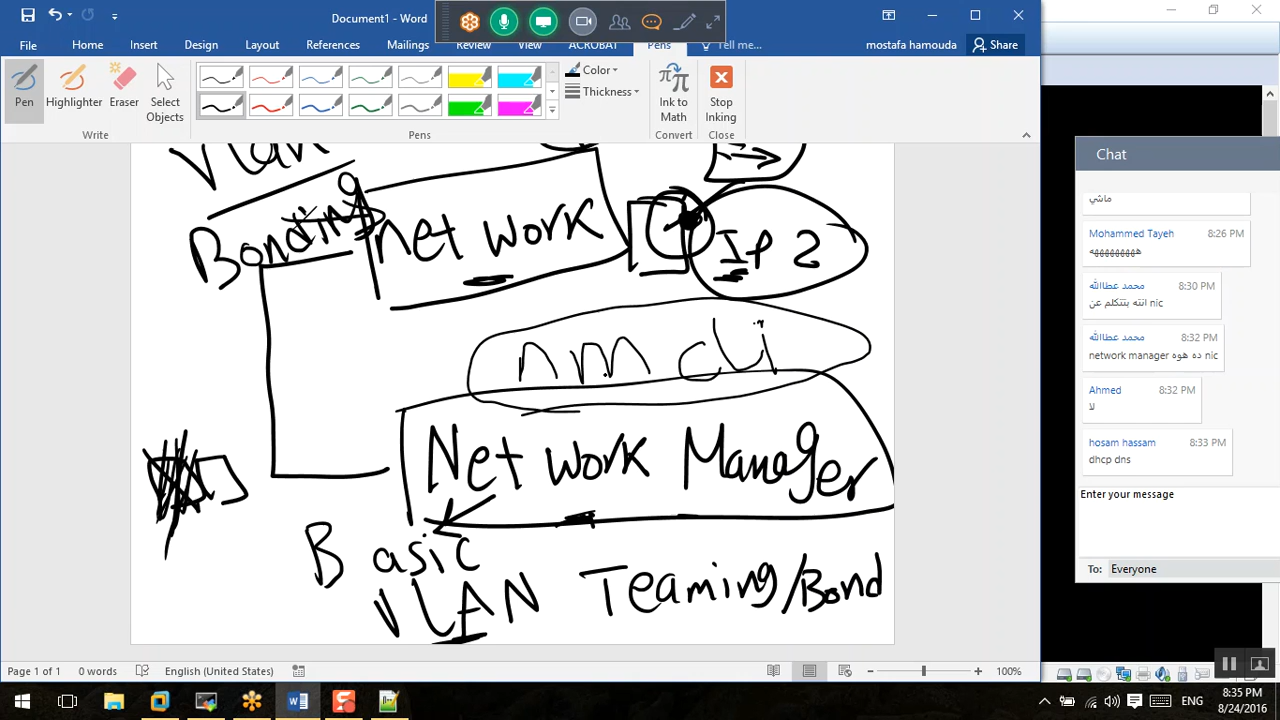 Document1 - Word
File
Home
Insert
Design
Layout
References
Mailings
Review
View
ACROBAT
Pens
Tell me...
mostafa hamouda
Share
Pen
Highlighter
Eraser
Select
Objects
Color
Thickness
Ink to
Math
Stop
Inking
Write
Pens
Convert
Close
Vlan
Bonding
net work
IP 2
nm cli
Net work Manager
Basic
VLAN Teaming/Bond
Chat
ماشي
Mohammed Tayeh 8:26 PM
محمد عطاالله 8:30 PM
انته بتتكلم عن nic
محمد عطاالله 8:32 PM
network manager ده هوه nic
Ahmed 8:32 PM
لا
hosam hassam 8:33 PM
dhcp dns
Enter your message
To: Everyone
Page 1 of 1
0 words
English (United States)
100%
ENG
8:35 PM
8/24/2016